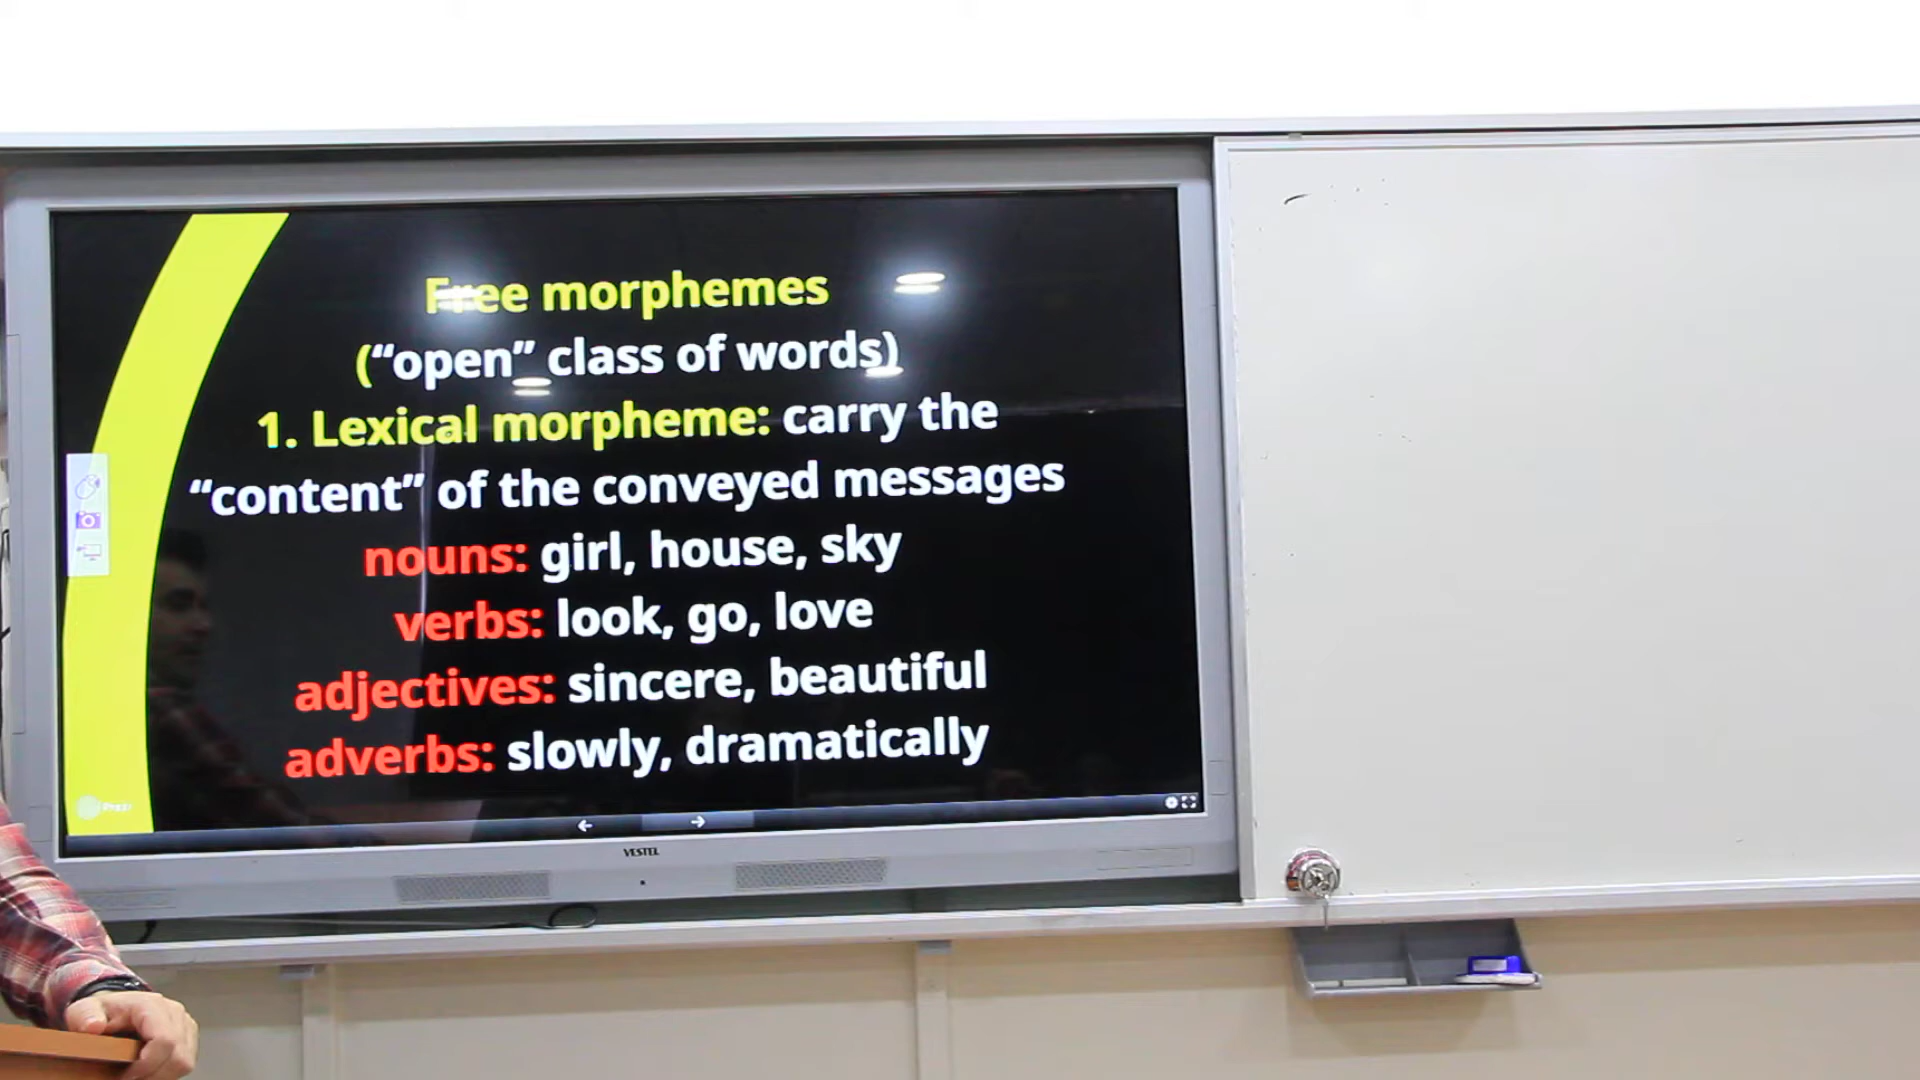 Free morphemes
(“open” class of words)
1. Lexical morpheme: carry the
“content” of the conveyed messages
nouns: girl, house, sky
verbs: look, go, love
adjectives: sincere, beautiful
adverbs: slowly, dramatically
Prezi
VESTEL